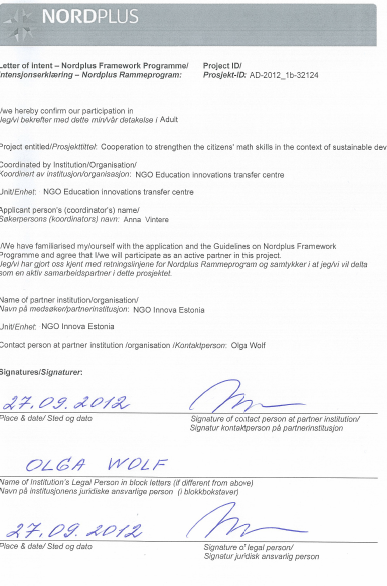 NORDPLUS
Letter of intent – Nordplus Framework Programme/ Project ID/
Intensjonserklæring – Nordplus Rammeprogram: Prosjekt-ID: AD-2012_1b-32124
I/we hereby confirm our participation in
Jeg/vi bekrefter med dette min/vår deltakelse i Adult
Project entitled/Prosjekttittel: Cooperation to strengthen the citizens' math skills in the context of sustainable dev
Coordinated by Institution/Organisation/
Koordinert av institusjon/organisasjon: NGO Education innovations transfer centre
Unit/Enhet: NGO Education innovations transfer centre
Applicant person's (coordinator's) name/
Søkerpersons (koordinators) navn: Anna Vintere
I/We have familiarised my/ourself with the application and the Guidelines on Nordplus Framework
Programme and agree that I/we will participate as an active partner in this project.
Jeg/vi har gjort oss kjent med retningslinjene for Nordplus Rammeprogram og samtykker i at jeg/vi vil delta
som en aktiv samarbeidspartner i dette prosjektet.
Name of partner institution/organisation/
Navn på medsøker/partnerinstitusjon: NGO Innova Estonia
Unit/Enhet: NGO Innova Estonia
Contact person at partner institution /organisation /Kontaktperson: Olga Wolf
Signatures/Signaturer:
27.09.2012
Place & date/ Sted og dato Signature of contact person at partner institution/
Signatur kontaktperson på partnerinstitusjon
OLGA WOLF
Name of Institution's Legal Person in block letters (if different from above)
Navn på institusjonens juridiske ansvarlige person (i blokkbokstaver)
27.09.2012
Place & date/ Sted og dato Signature of legal person/
Signatur juridisk ansvarlig person